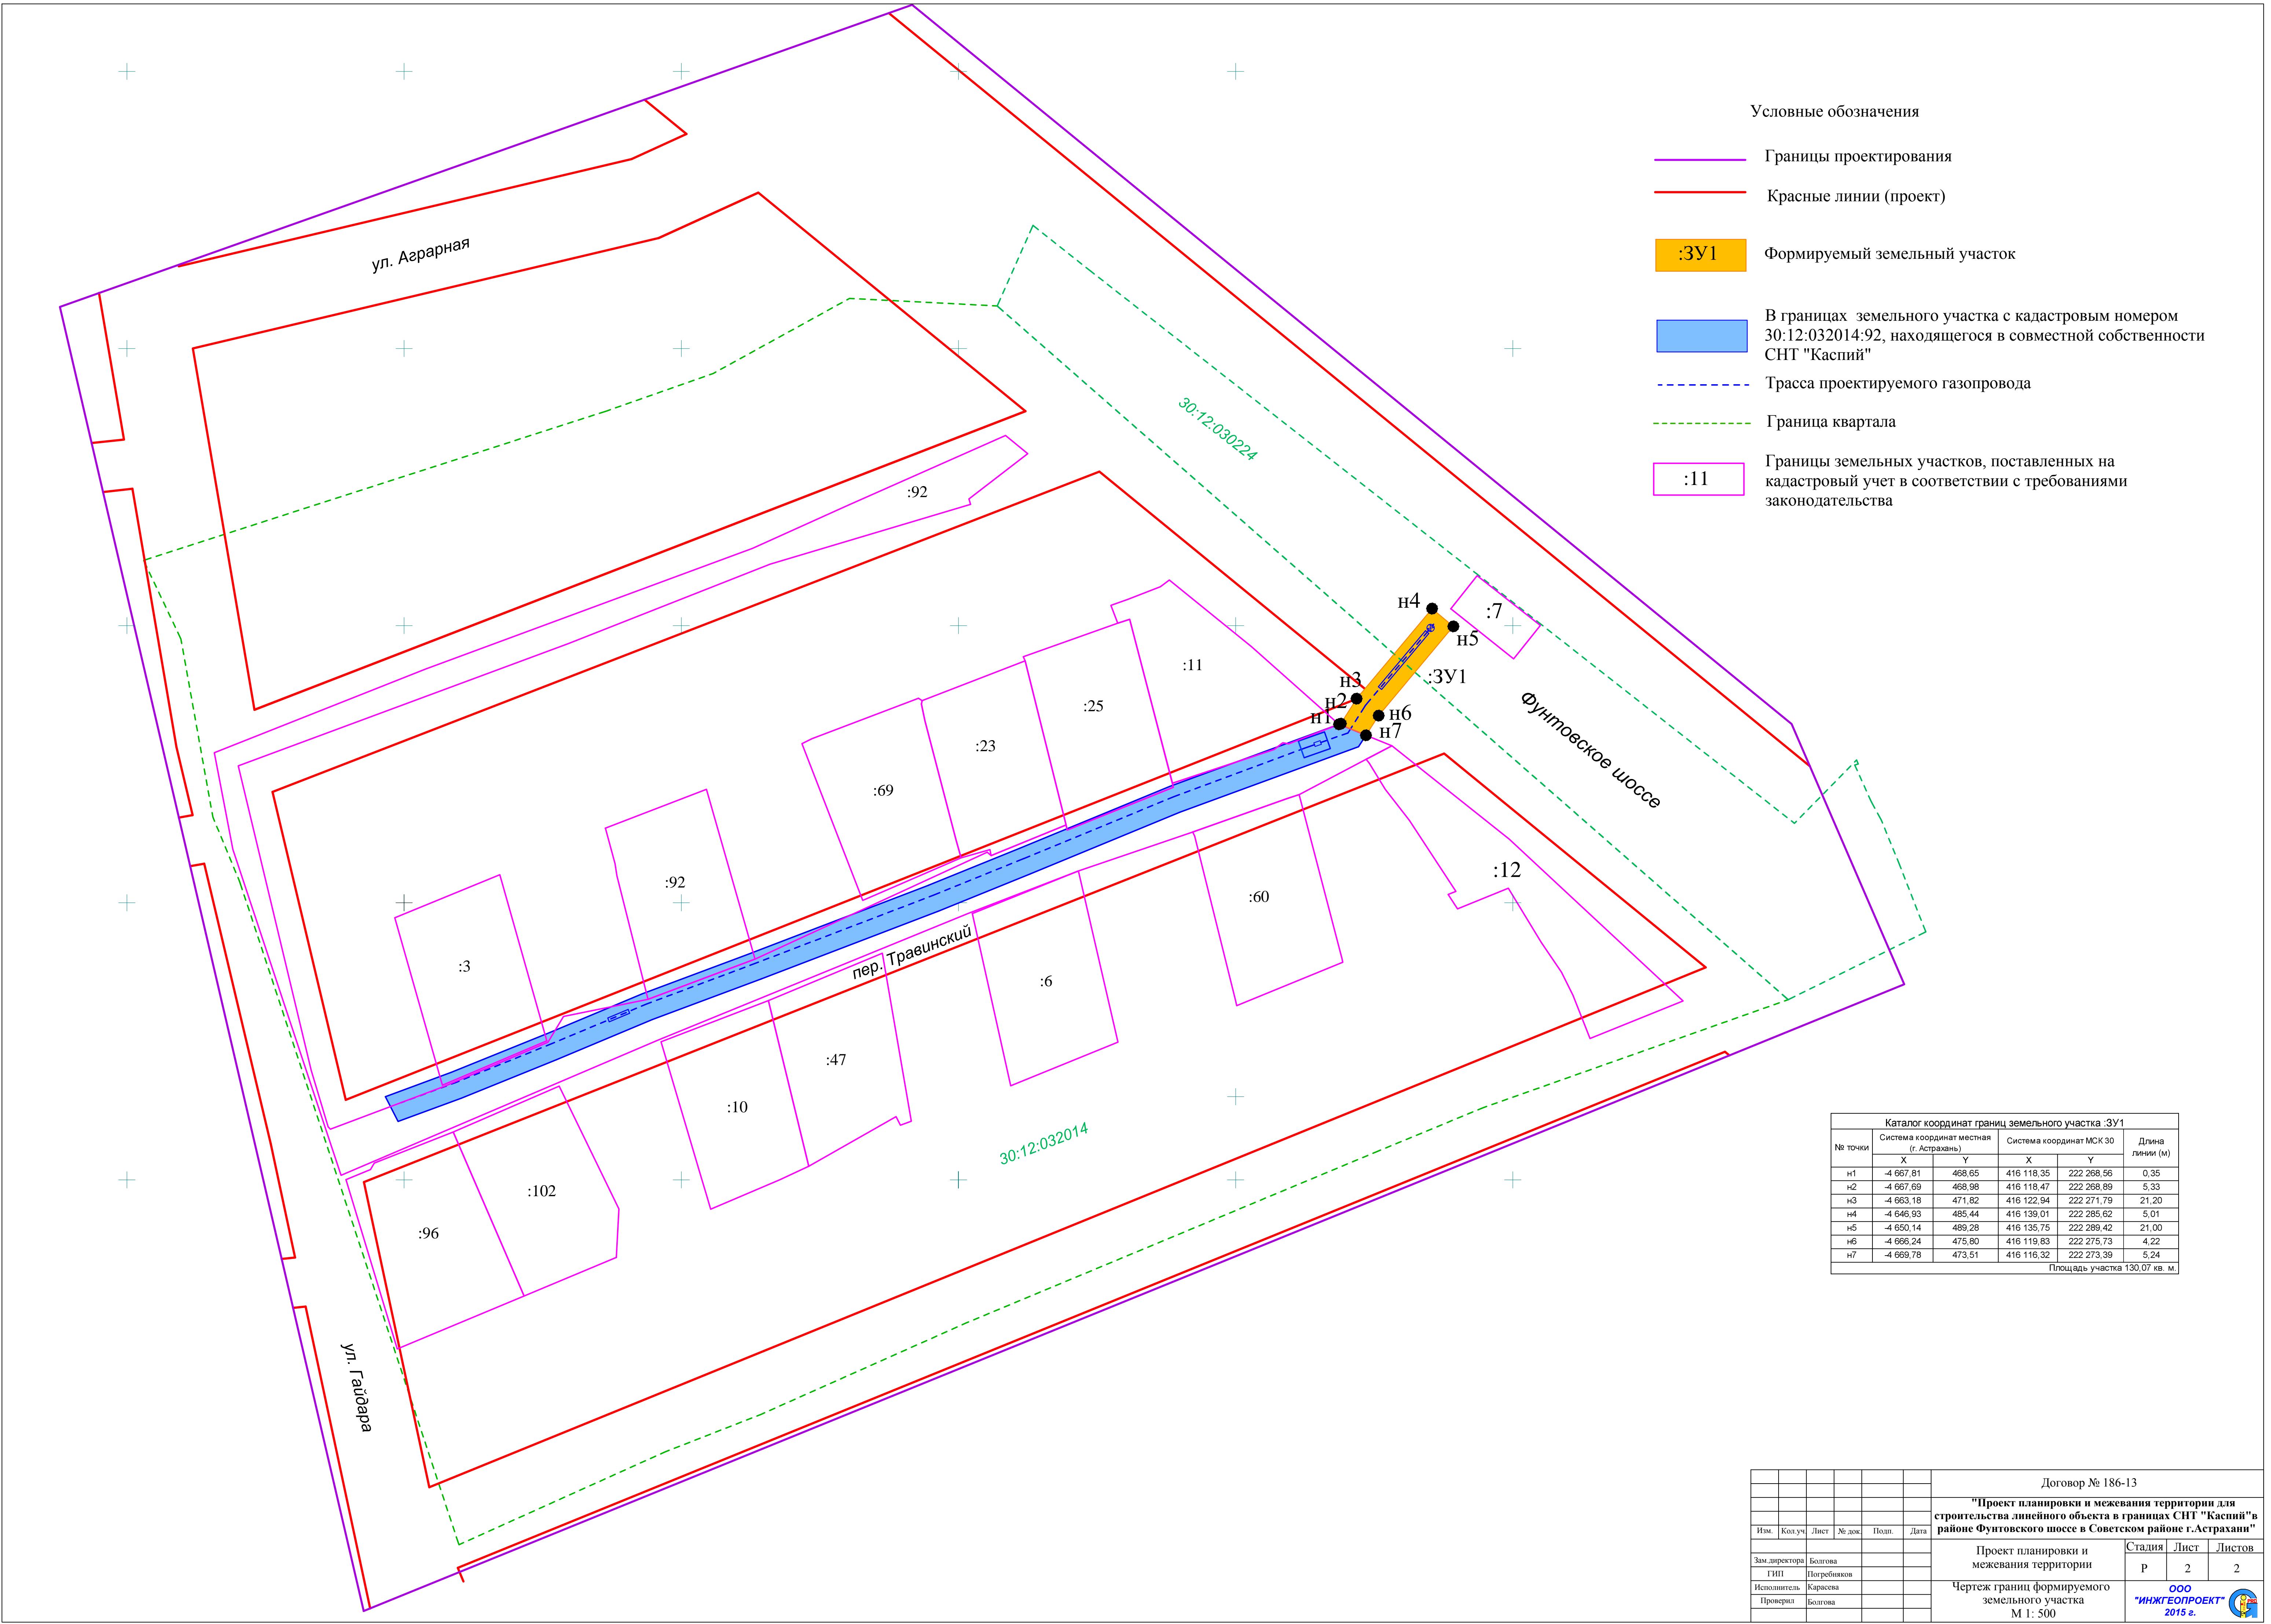 Условные обозначения
Границы проектирования
Красные линии (проект)
:ЗУ1
Формируемый земельный участок
В границах земельного участка с кадастровым номером
30:12:032014:92, находящегося в совместной собственности
СНТ "Каспий"
Трасса проектируемого газопровода
Граница квартала
:11
Границы земельных участков, поставленных на
кадастровый учет в соответствии с требованиями
законодательства
ул. Аграрная
30:12:030224
:92
н4
:7
н5
:11
:ЗУ1
н3
н2
н1
н6
н7
:25
:23
:69
Фунтовское шоссе
:92
:12
:60
:3
пер. Травинский
:6
:47
:10
30:12:032014
:102
:96
ул. Гайдара
Каталог координат границ земельного участка :ЗУ1
№ точки Система координат местная (г. Астрахань) Система координат МСК 30 Длина линии (м)
X Y X Y
н1 -4 667,81 468,65 416 118,35 222 268,56 0,35
н2 -4 667,69 468,98 416 118,47 222 268,89 5,33
н3 -4 663,18 471,82 416 122,94 222 271,79 21,20
н4 -4 646,93 485,44 416 139,01 222 285,62 5,01
н5 -4 650,14 489,28 416 135,75 222 289,42 21,00
н6 -4 666,24 475,80 416 119,83 222 275,73 4,22
н7 -4 669,78 473,51 416 116,32 222 273,39 5,24
Площадь участка 130,07 кв. м.
Договор № 186-13
"Проект планировки и межевания территории для
строительства линейного объекта в границах СНТ "Каспий"в
районе Фунтовского шоссе в Советском районе г.Астрахани"
Изм. Кол.уч. Лист № док. Подп. Дата
Зам.директора Болгова
ГИП Погребняков
Исполнитель Карасева
Проверил Болгова
Проект планировки и
межевания территории
Стадия Лист Листов
Р 2 2
Чертеж границ формируемого
земельного участка
М 1: 500
ООО
"ИНЖГЕОПРОЕКТ"
2015 г.